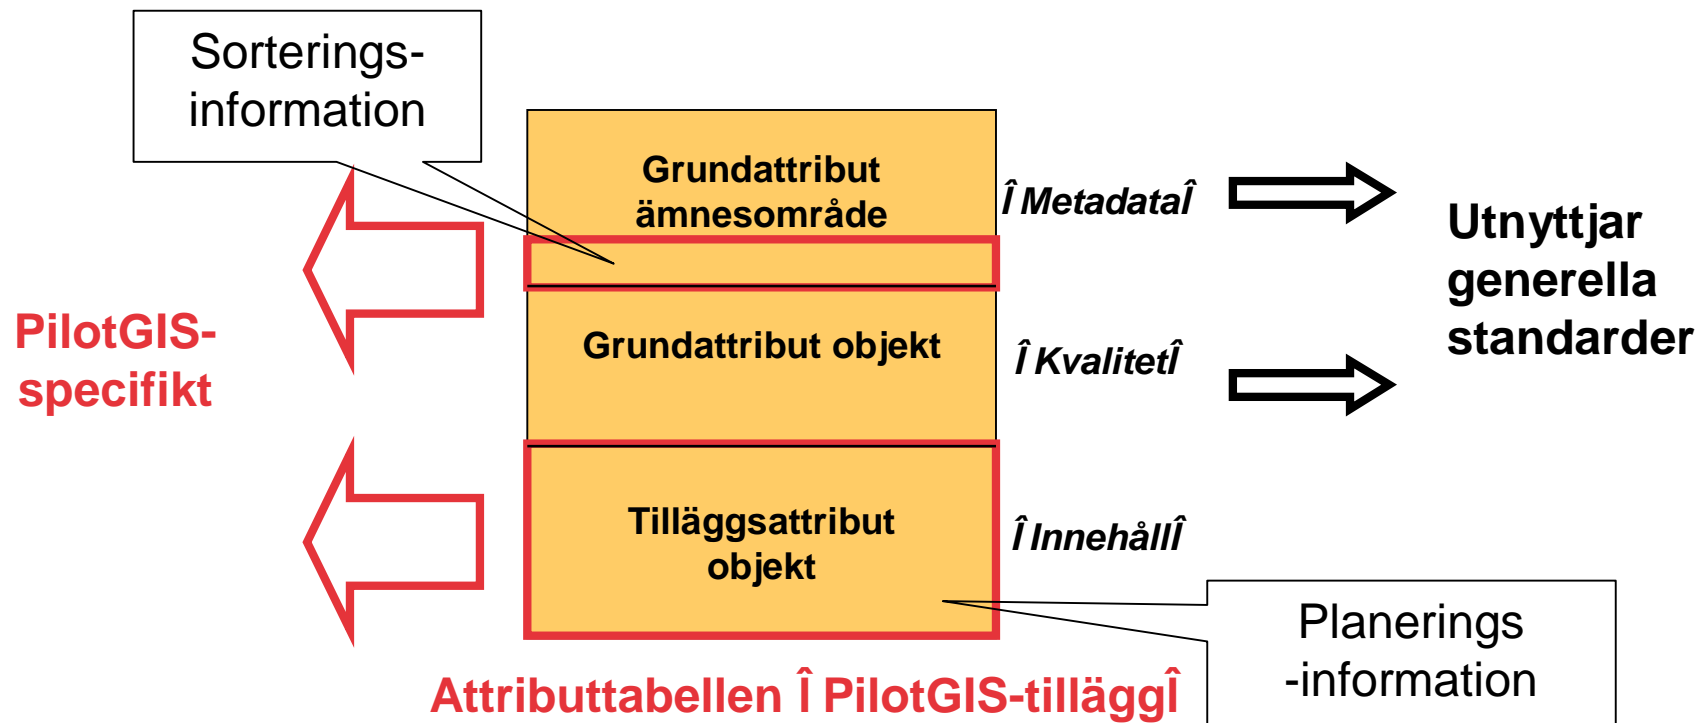 Sorterings-
information
Grundattribut
ämnesområde
Î MetadataÎ
Utnyttjar
generella
standarder
PilotGIS-
specifikt
Grundattribut objekt
Î KvalitetÎ
Tilläggsattribut
objekt
Î InnehållÎ
Planerings
-information
Attributtabellen Î PilotGIS-tilläggÎ